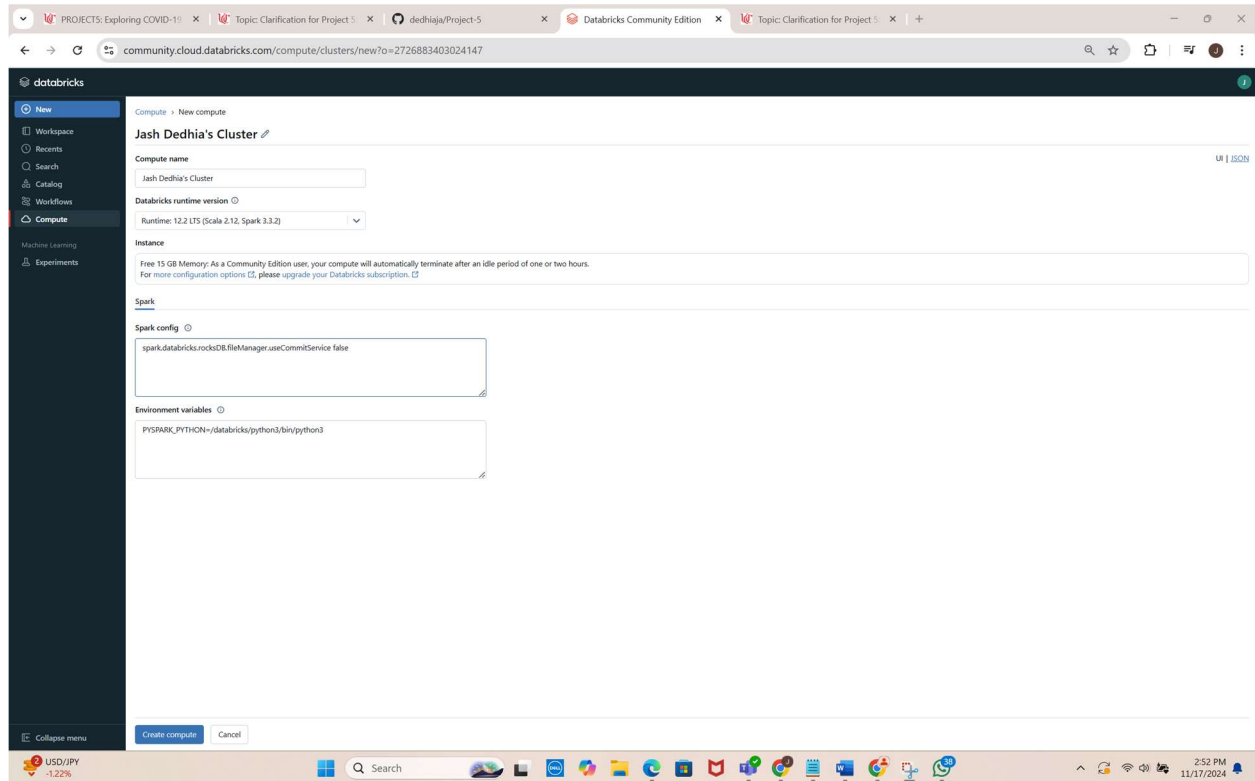 PROJECT5: Exploring COVID-19
Topic: Clarification for Project 5:
dedhiaja/Project-5
Databricks Community Edition
Topic: Clarification for Project 5:
community.cloud.databricks.com/compute/clusters/new?o=2726883403024147
J
databricks
J
New
Workspace
Recents
Search
Catalog
Workflows
Compute
Machine Learning
Experiments
Collapse menu
Compute > New compute
Jash Dedhia's Cluster
UI | JSON
Compute name
Jash Dedhia's Cluster
Databricks runtime version
Runtime: 12.2 LTS (Scala 2.12, Spark 3.3.2)
Instance
Free 15 GB Memory: As a Community Edition user, your compute will automatically terminate after an idle period of one or two hours.
For more configuration options, please upgrade your Databricks subscription.
Spark
Spark config
spark.databricks.rocksDB.fileManager.useCommitService false
Environment variables
PYSPARK_PYTHON=/databricks/python3/bin/python3
Create compute
Cancel
2
USD/JPY
-1.22%
Search
DELL
38
2:52 PM
11/17/2024